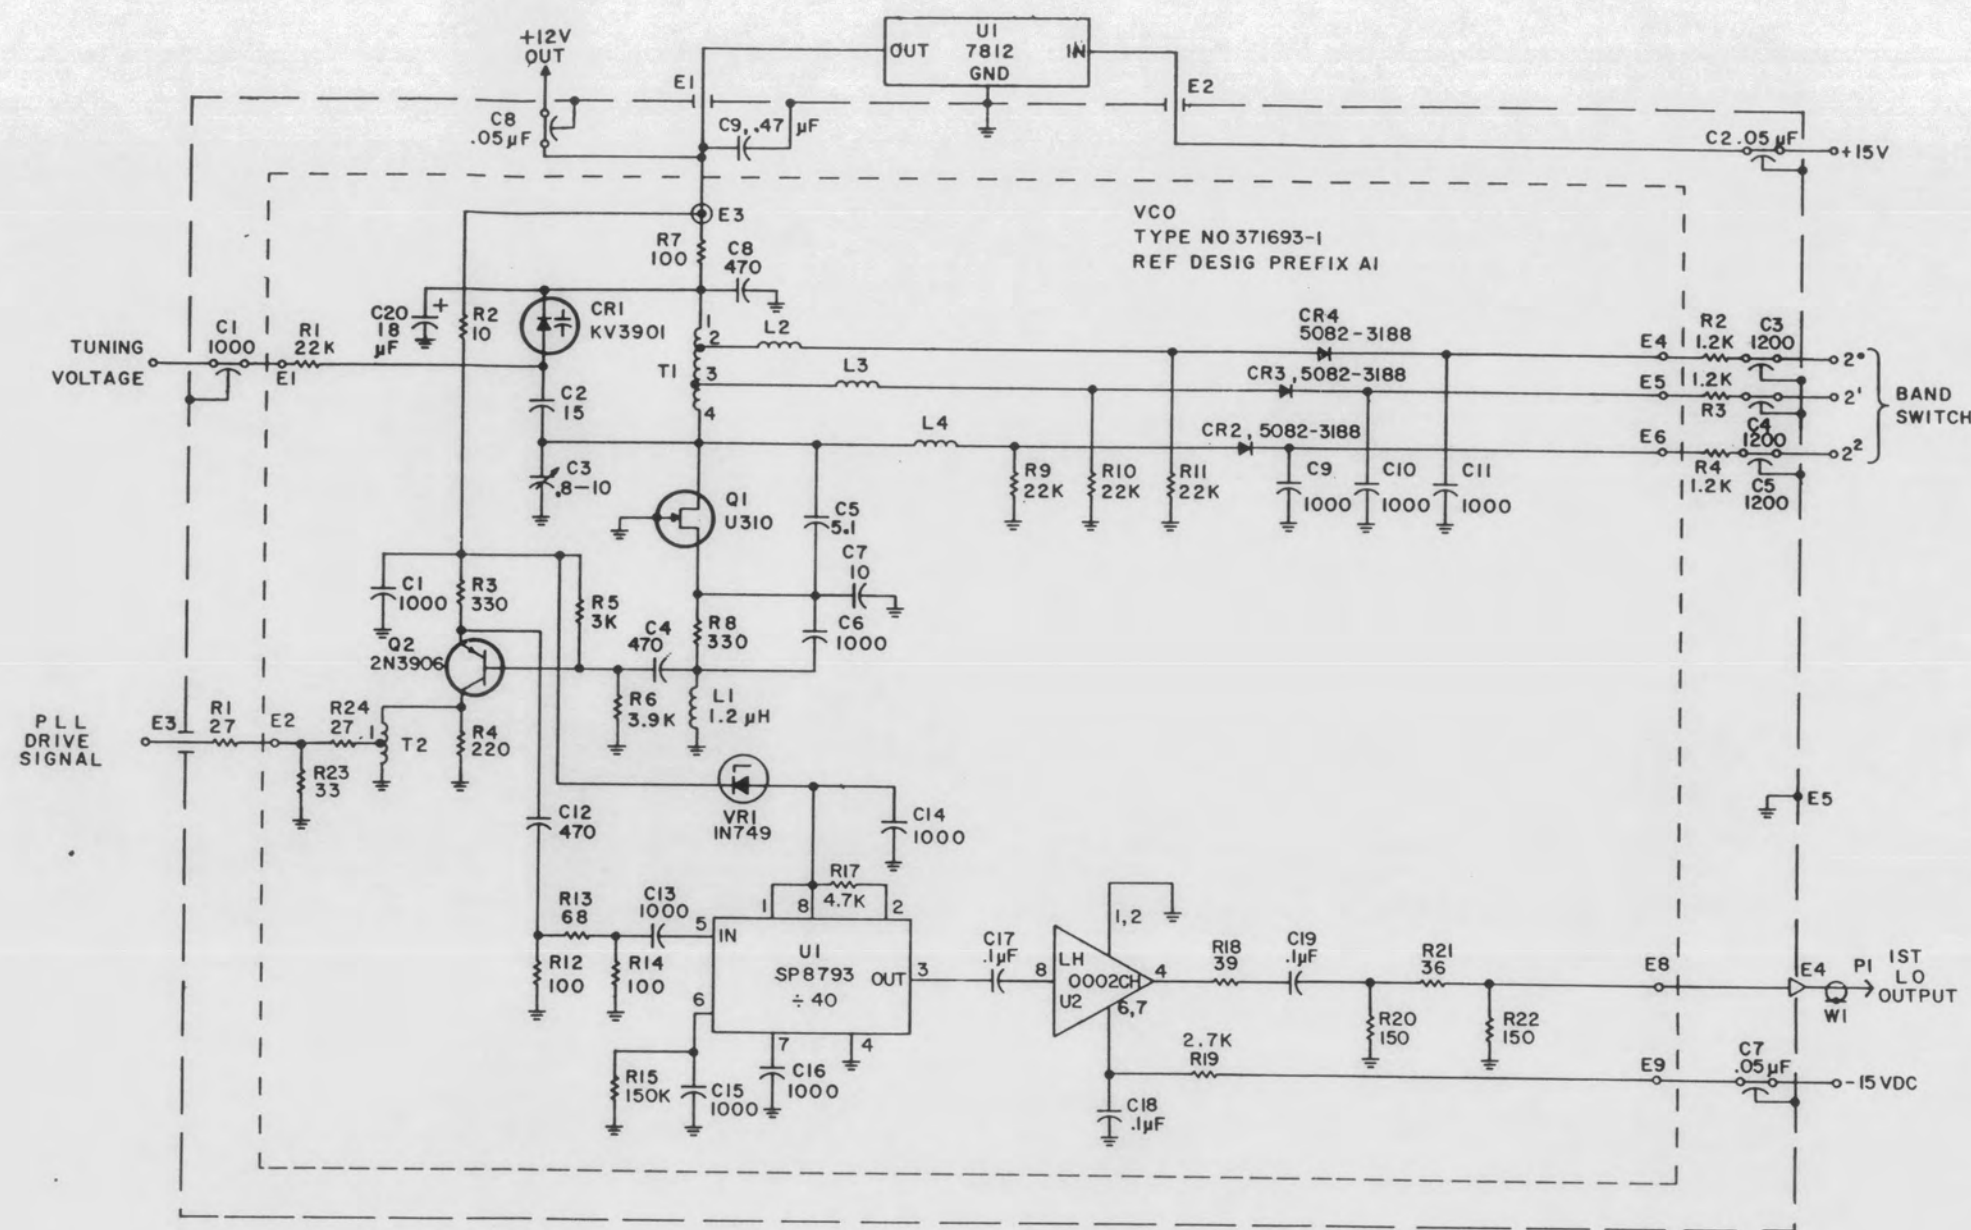 +12V
OUT
U1
7812
OUT
IN
GND
E1
E2
C8
.05µF
C9, .47 µF
C2 .05 µF
+15V
E3
VCO
TYPE NO 371693-1
REF DESIG PREFIX A1
R7
100
C8
470
C20
18
µF
+
R2
10
CR1
KV3901
TUNING
VOLTAGE
C1
1000
E1
R1
22K
1
2
T1
3
4
L2
L3
L4
CR4
5082-3188
CR3, 5082-3188
CR2, 5082-3188
E4
E5
E6
R2
1.2K
C3
1200
2°
1.2K
R3
C4
1200
2'
R4
1.2K
C5
1200
2²
BAND
SWITCH
C2
15
C3
.8-10
Q1
U310
C5
5.1
C7
10
R9
22K
R10
22K
R11
22K
C9
1000
C10
1000
C11
1000
C1
1000
R3
330
R5
3K
C4
470
R8
330
C6
1000
Q2
2N3906
R6
3.9K
L1
1.2 µH
PLL
DRIVE
SIGNAL
E3
R1
27
E2
R24
27
1
T2
R4
220
R23
33
VR1
IN749
C14
1000
E5
C12
470
R17
4.7K
R13
68
C13
1000
R12
100
R14
100
1
8
2
5
IN
U1
SP8793
÷ 40
OUT
3
6
7
4
R15
150K
C15
1000
C16
1000
C17
.1µF
8
1,2
LH
0002CH
U2
4
6,7
R18
39
C19
.1µF
R21
36
R20
150
R22
150
E8
E4
P1
W1
1ST
LO
OUTPUT
2.7K
R19
C18
.1µF
E9
C7
.05µF
-15 VDC